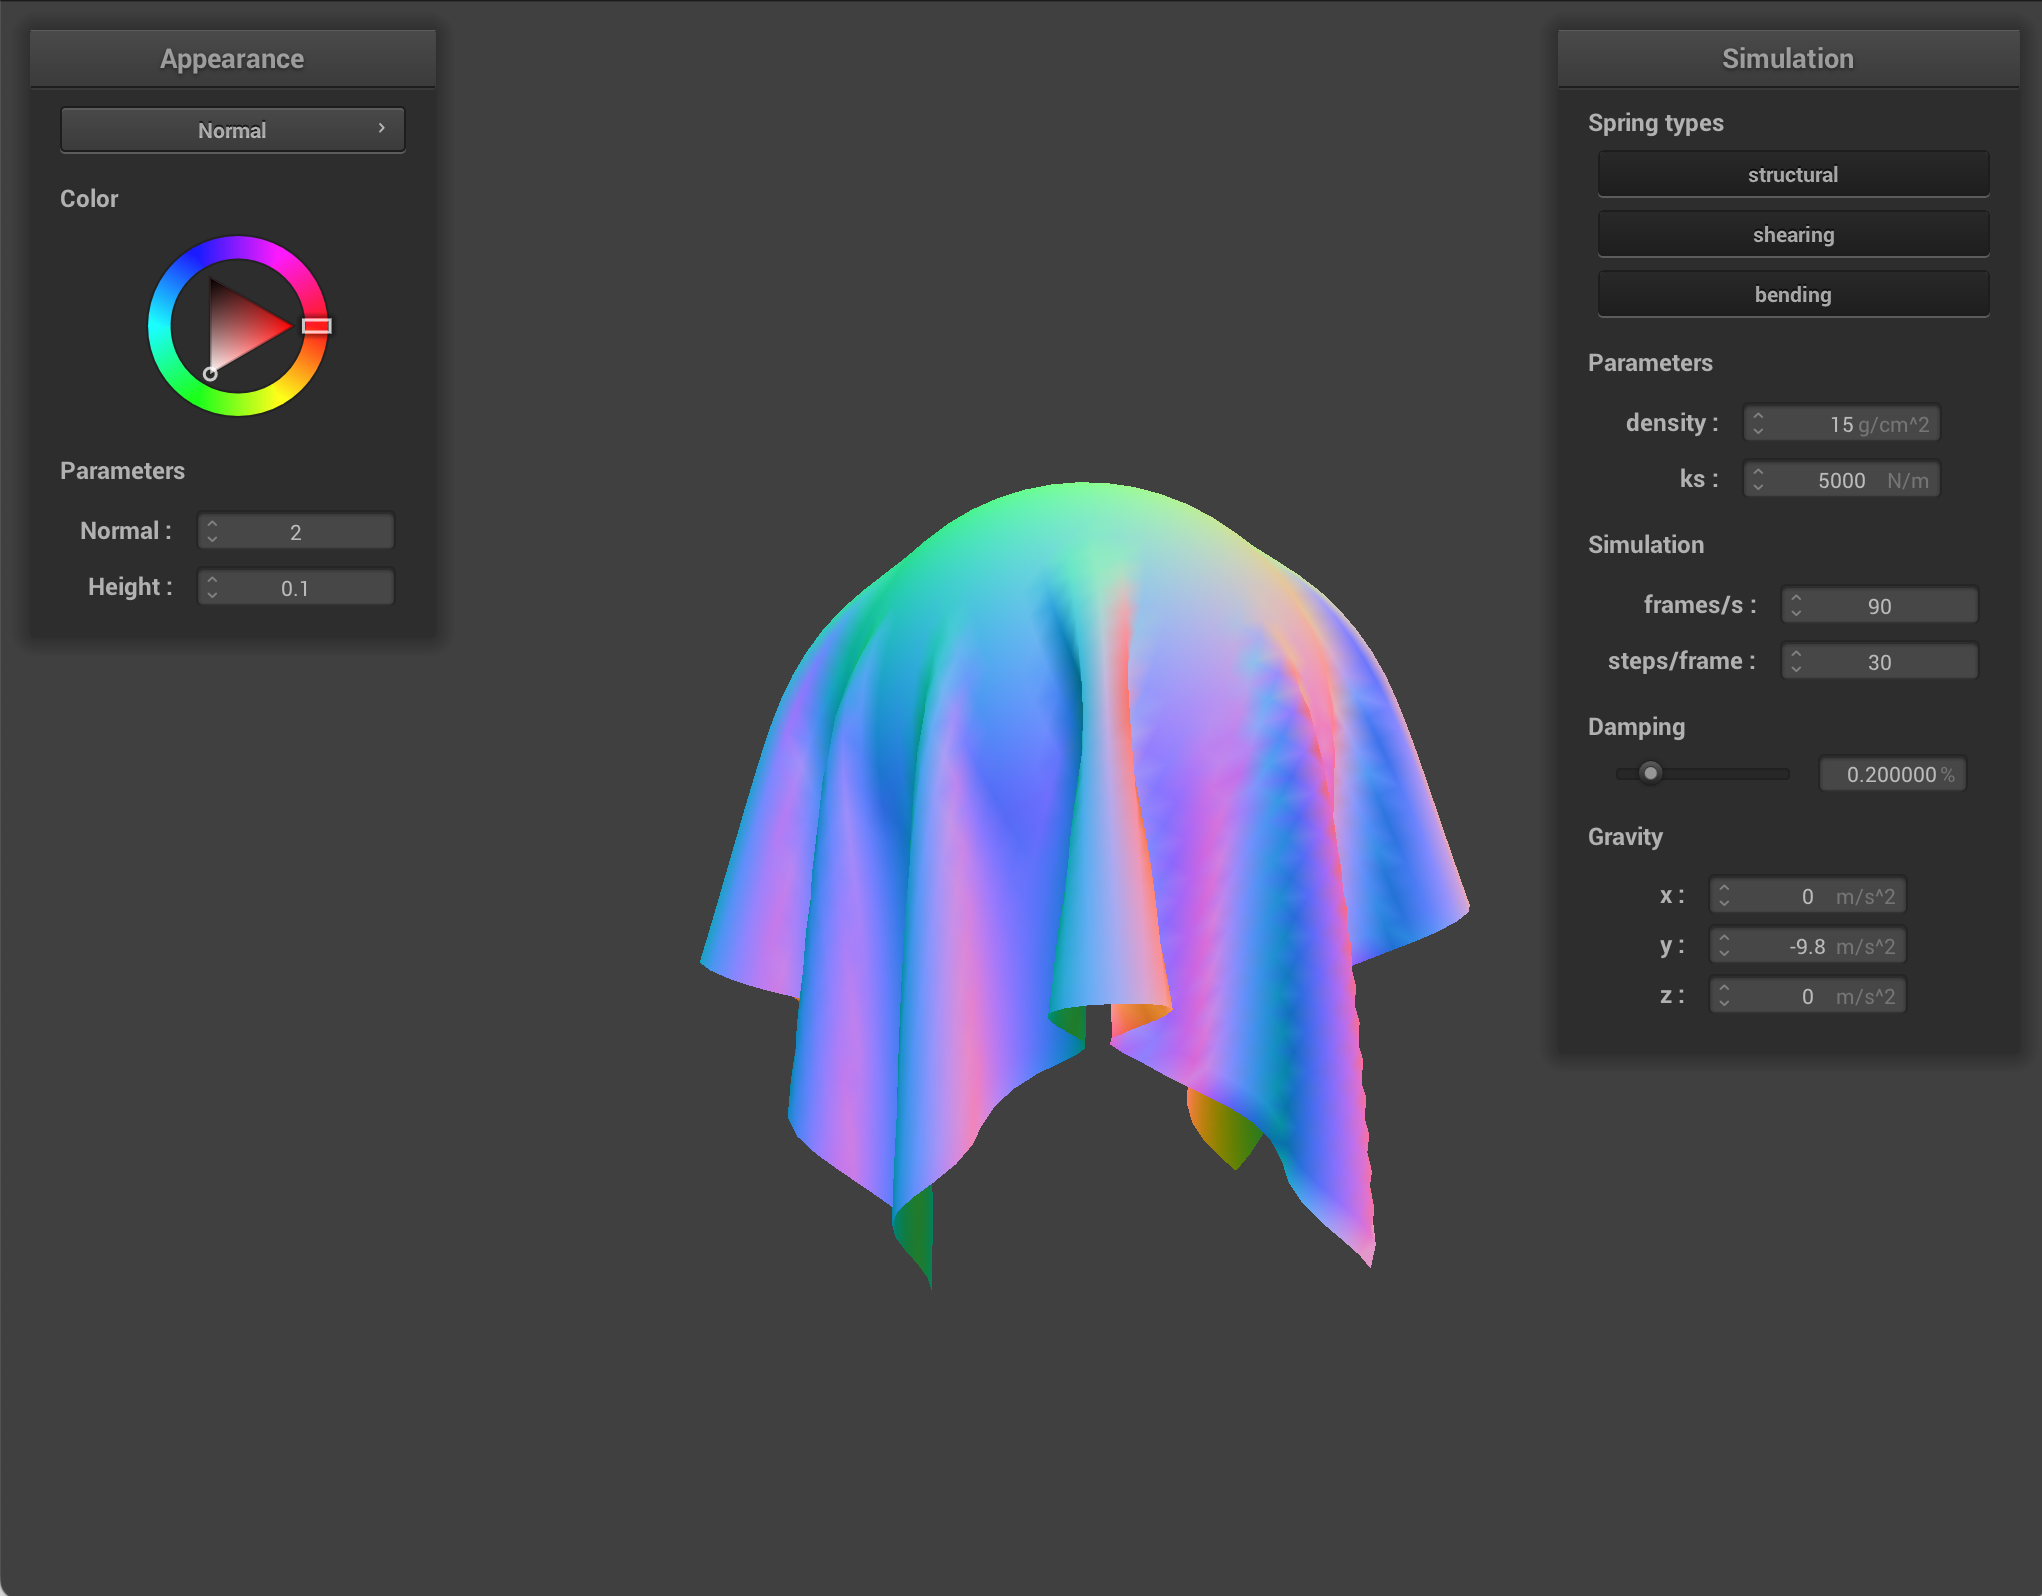 Appearance
Normal
Color
Parameters
Normal : 2
Height : 0.1
Simulation
Spring types
structural
shearing
bending
Parameters
density : 15 g/cm^2
ks : 5000 N/m
Simulation
frames/s : 90
steps/frame : 30
Damping
0.200000 %
Gravity
x : 0 m/s^2
y : -9.8 m/s^2
z : 0 m/s^2